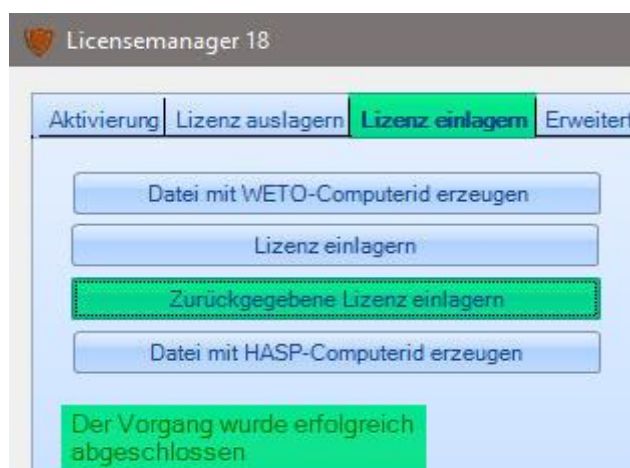 Licensemanager 18
Aktivierung Lizenz auslagern Lizenz einlagern Erweitert
Datei mit WETO-Computerid erzeugen
Lizenz einlagern
Zurückgegebene Lizenz einlagern
Datei mit HASP-Computerid erzeugen
Der Vorgang wurde erfolgreich
abgeschlossen